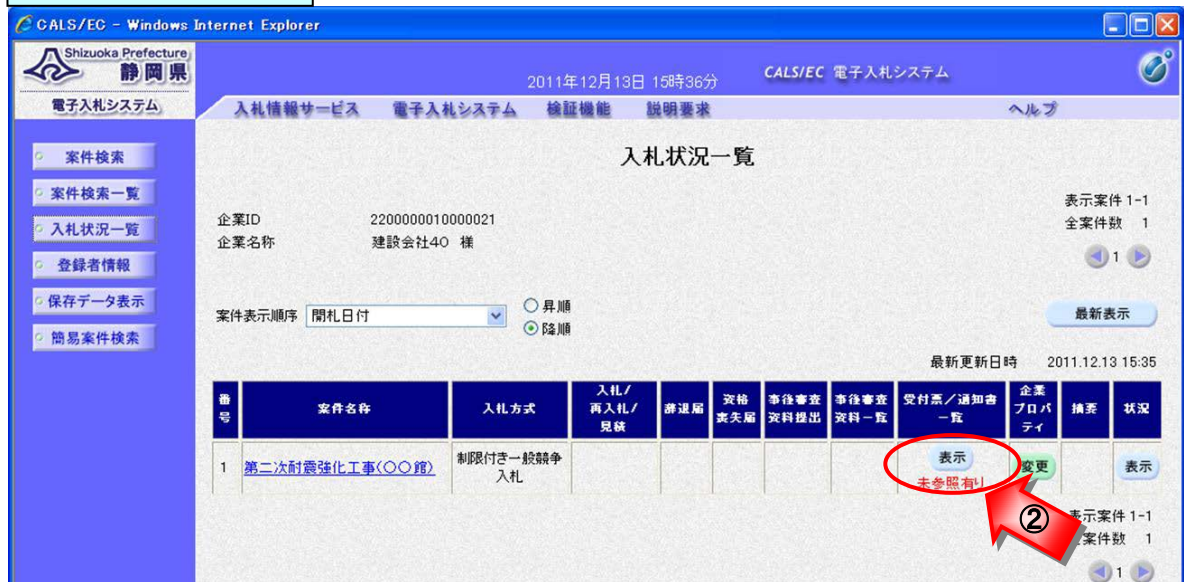 CALS/EC - Windows Internet Explorer
Shizuoka Prefecture
静岡県
2011年12月13日 15時36分
CALS/EC 電子入札システム
電子入札システム
入札情報サービス 電子入札システム 検証機能 説明要求 ヘルプ
案件検索
案件検索一覧
入札状況一覧
登録者情報
保存データ表示
簡易案件検索
入札状況一覧
表示案件 1-1
全案件数 1
1
企業ID 2200000010000021
企業名称 建設会社40 様
案件表示順序 開札日付
昇順
降順
最新表示
最新更新日時 2011.12.13 15:35
番号 案件名称 入札方式 入札/再入札/見積 辞退届 資格喪失届 事後審査資料提出 事後審査資料一覧 受付票/通知書一覧 企業プロパティ 摘要 状況
1 第二次耐震強化工事(〇〇館) 制限付き一般競争入札 表示 未参照有り 変更 表示
②
表示案件 1-1
案件数 1
1